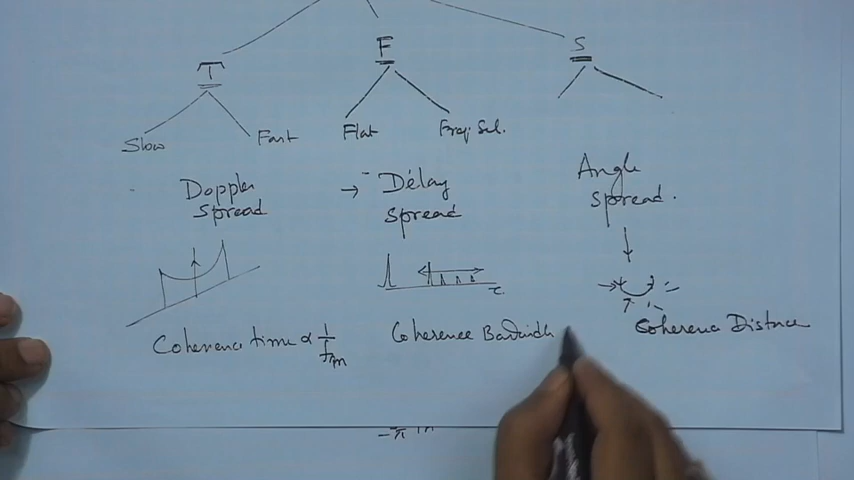 T F S
Slow Fast Flat Freq. Sel.
Doppler
spread
→ Delay
spread
Angle
spread.
τ
Coherence time ∝ 1/fm
Coherence Bandwidth
Coherence Distance
-π π